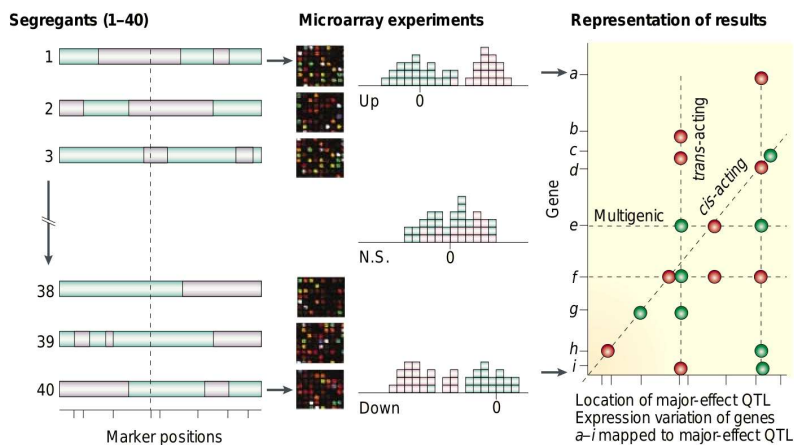 Segregants (1–40)
Microarray experiments
Representation of results
1
2
3
38
39
40
Marker positions
Up
0
N.S.
0
Down
0
Gene
a
b
c
d
e
f
g
h
i
trans-acting
cis-acting
Multigenic
Location of major-effect QTL
Expression variation of genes
a–i mapped to major-effect QTL